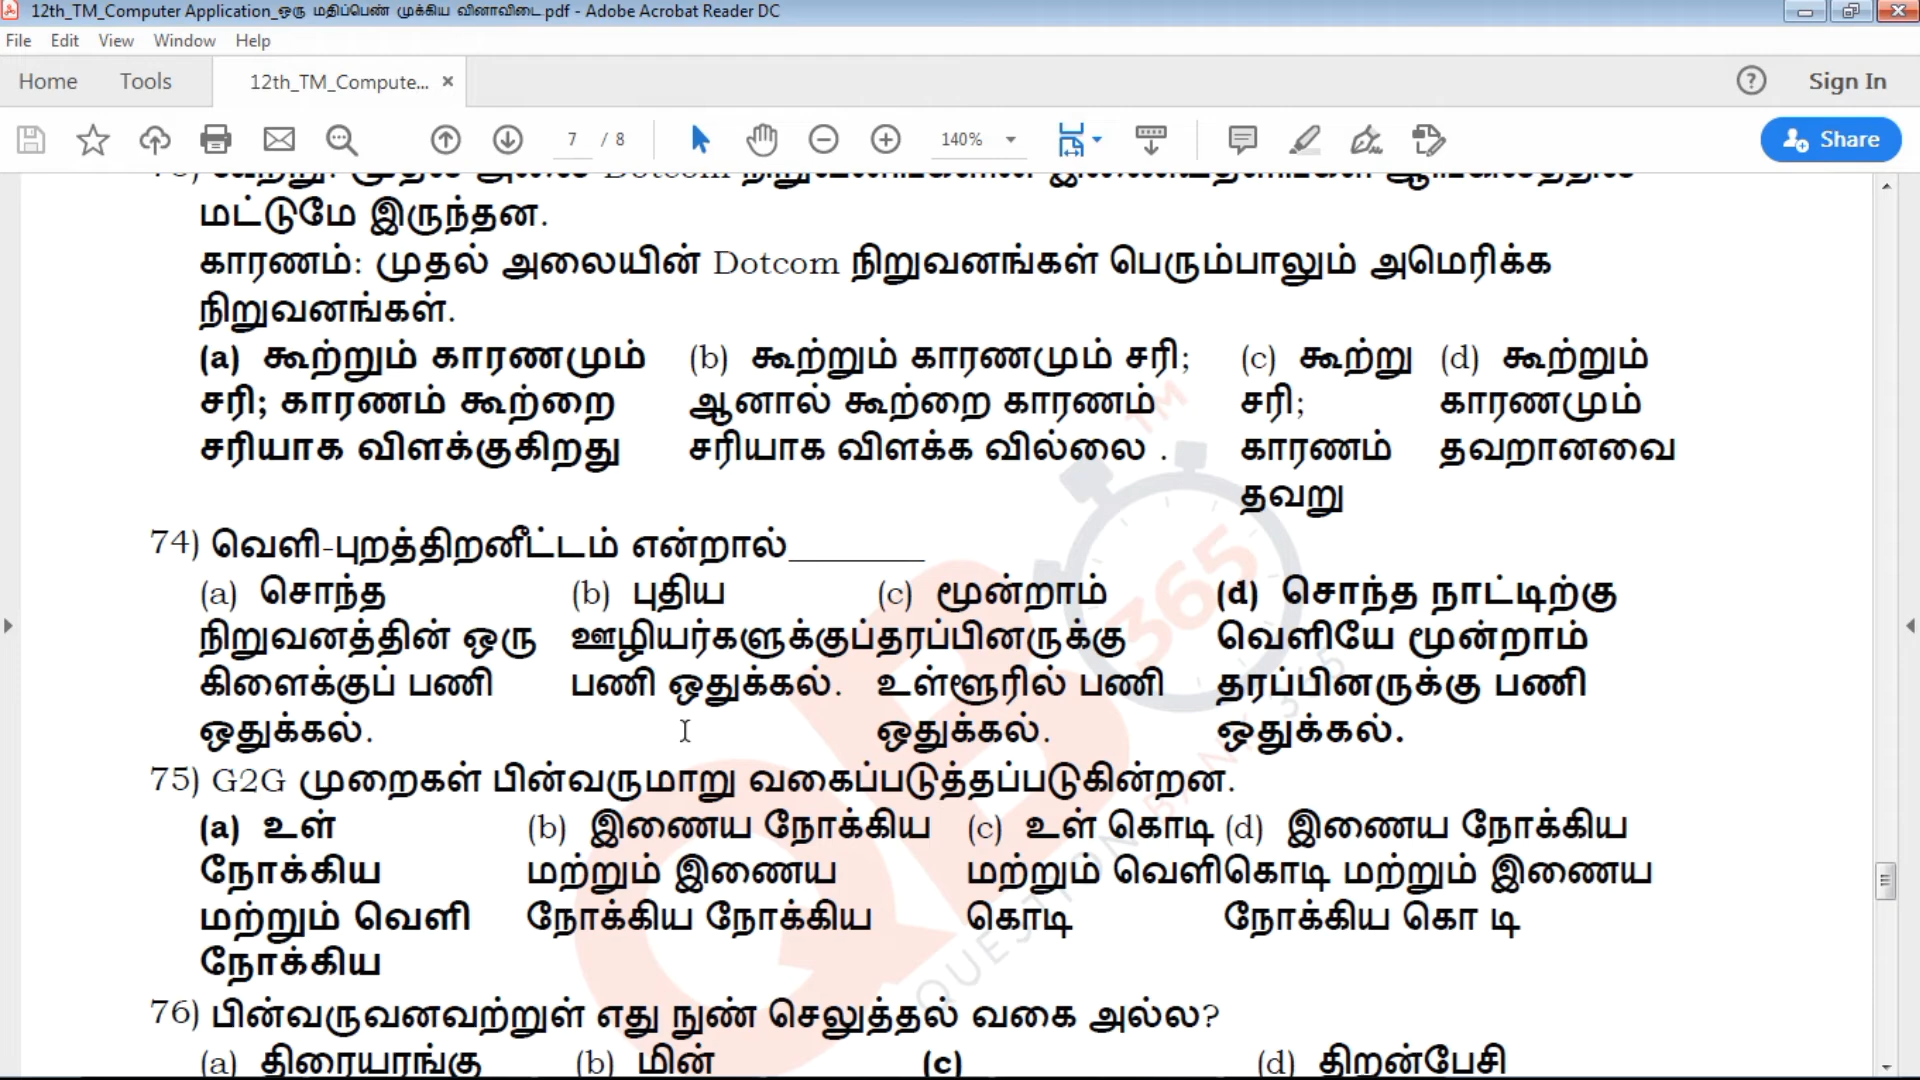 12th_TM_Computer Application_ஒரு மதிப்பெண் முக்கிய வினாவிடை.pdf - Adobe Acrobat Reader DC
File Edit View Window Help
Home Tools 12th_TM_Compute... × ? Sign In
7 / 8 140% Share
மட்டுமே இருந்தன.
காரணம்: முதல் அலையின் Dotcom நிறுவனங்கள் பெரும்பாலும் அமெரிக்க
நிறுவனங்கள்.
(a) கூற்றும் காரணமும் (b) கூற்றும் காரணமும் சரி; (c) கூற்று (d) கூற்றும்
சரி; காரணம் கூற்றை ஆனால் கூற்றை காரணம் சரி; காரணமும்
சரியாக விளக்குகிறது சரியாக விளக்க வில்லை . காரணம் தவறானவை
தவறு
74) வெளி-புறத்திறனீட்டம் என்றால்________
(a) சொந்த (b) புதிய (c) மூன்றாம் (d) சொந்த நாட்டிற்கு
நிறுவனத்தின் ஒரு ஊழியர்களுக்குப்தரப்பினருக்கு வெளியே மூன்றாம்
கிளைக்குப் பணி பணி ஒதுக்கல். உள்ளூரில் பணி தரப்பினருக்கு பணி
ஒதுக்கல். ஒதுக்கல். ஒதுக்கல்.
75) G2G முறைகள் பின்வருமாறு வகைப்படுத்தப்படுகின்றன.
(a) உள் (b) இணைய நோக்கிய (c) உள் கொடி (d) இணைய நோக்கிய
நோக்கிய மற்றும் இணைய மற்றும் வெளிகொடி மற்றும் இணைய
மற்றும் வெளி நோக்கிய நோக்கிய கொடி நோக்கிய கொ டி
நோக்கிய
76) பின்வருவனவற்றுள் எது நுண் செலுத்தல் வகை அல்ல?
(a) திரையரங்கு (b) மின் (c) (d) திறன்பேசி